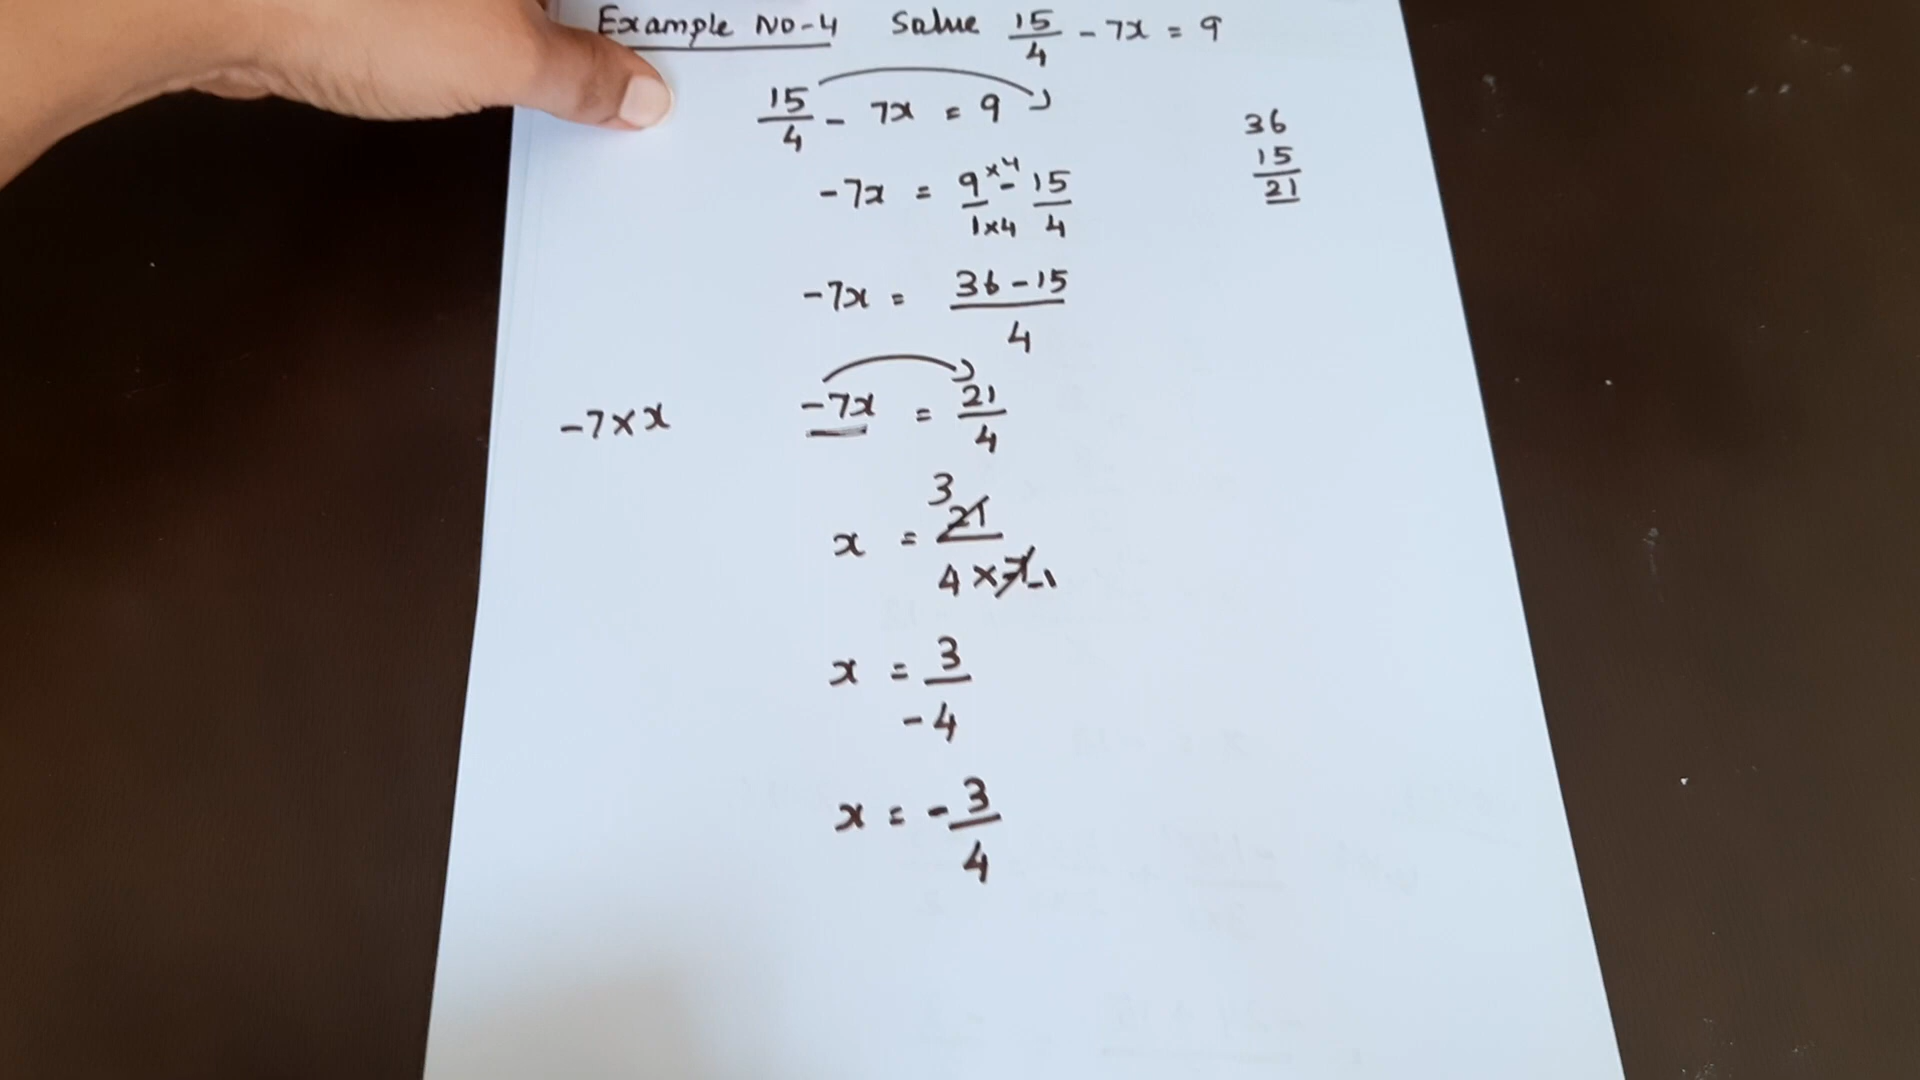 Example No-4 Solve 15/4 - 7x = 9
15/4 - 7x = 9
36
15
21
-7x = 9×4/1×4 - 15/4
-7x = 36-15/4
-7×x
-7x = 21/4
3
x = 21/4×-7 -1
x = 3/-4
x = -3/4